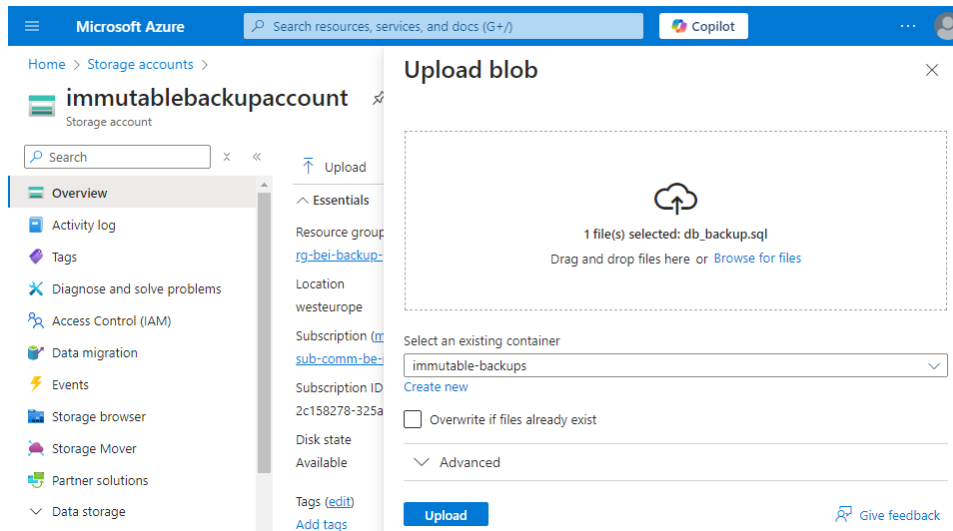 Microsoft Azure
Search resources, services, and docs (G+/)
Copilot
Home > Storage accounts >
immutablebackupaccount
Storage account
Search
Overview
Activity log
Tags
Diagnose and solve problems
Access Control (IAM)
Data migration
Events
Storage browser
Storage Mover
Partner solutions
Data storage
Upload
Essentials
Resource group
rg-bei-backup-
Location
westeurope
Subscription (m
sub-comm-be-
Subscription ID
2c158278-325a
Disk state
Available
Tags (edit)
Add tags
Upload blob
1 file(s) selected: db_backup.sql
Drag and drop files here or Browse for files
Select an existing container
immutable-backups
Create new
Overwrite if files already exist
Advanced
Upload
Give feedback